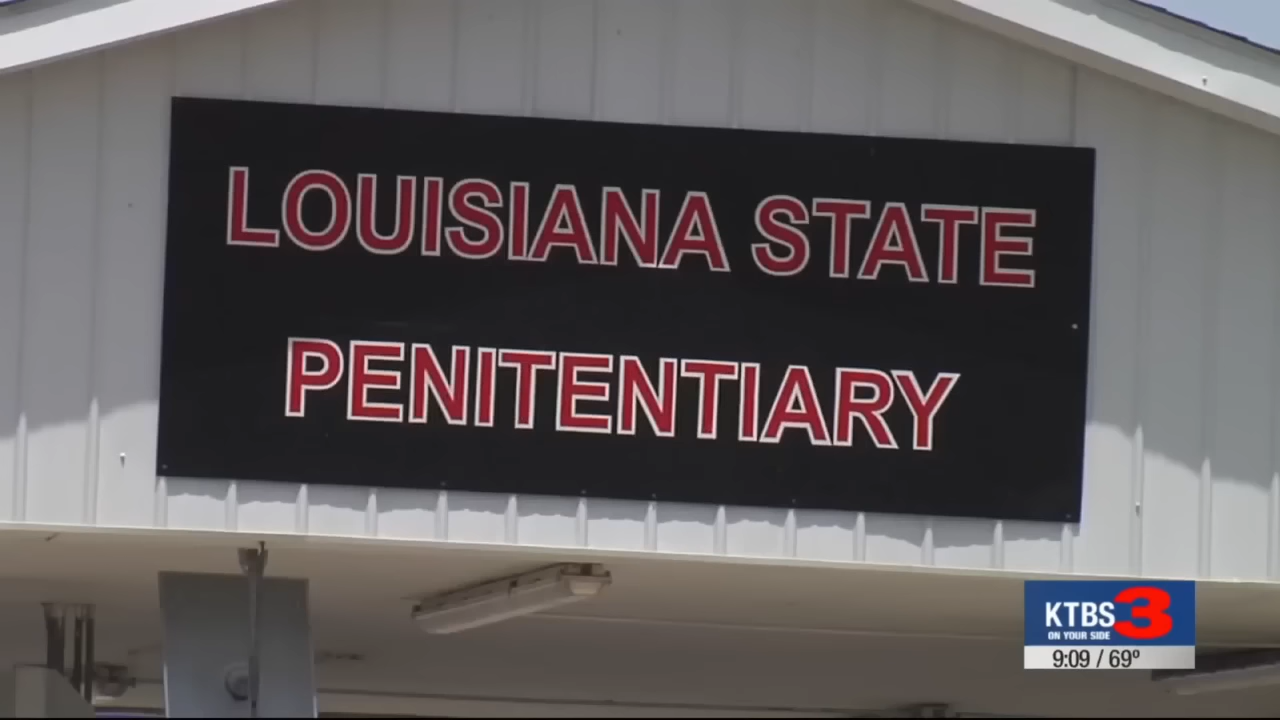 LOUISIANA STATE
PENITENTIARY
KTBS 3
ON YOUR SIDE
9:09 / 69º